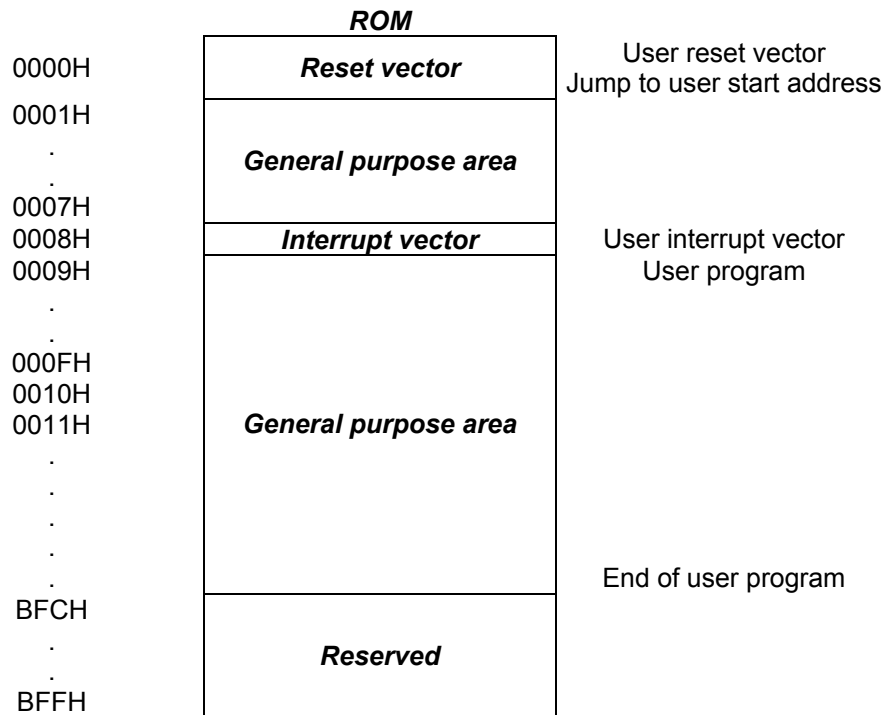 ROM
0000H Reset vector User reset vector
Jump to user start address
0001H
.
General purpose area
.
0007H
0008H Interrupt vector User interrupt vector
0009H User program
.
.
000FH
0010H
0011H General purpose area
.
.
.
.
. End of user program
BFCH
.
Reserved
.
BFFH